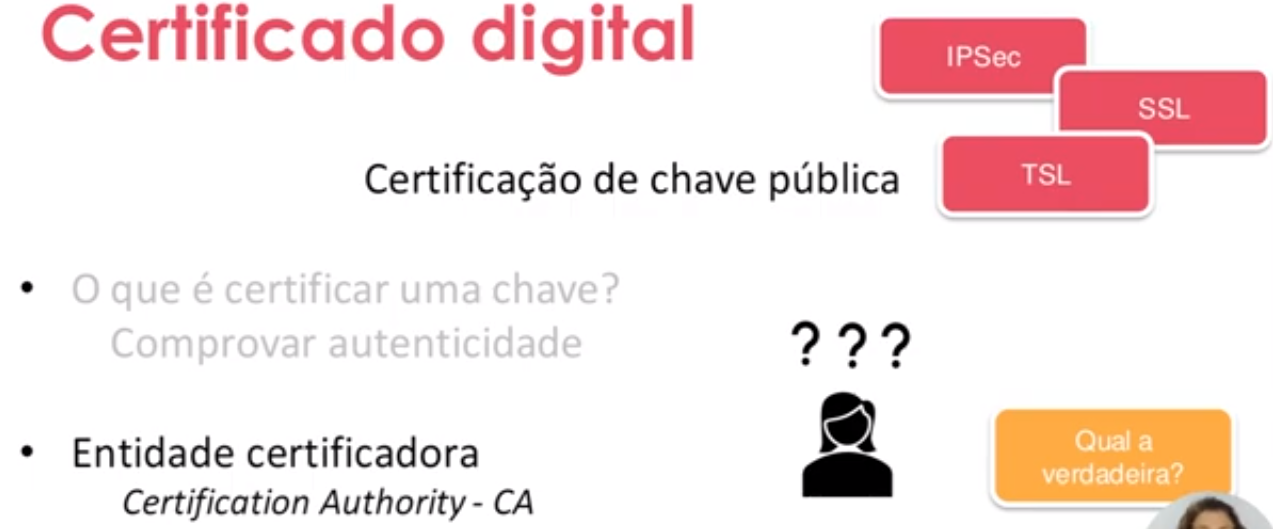 Certificado digital
IPSec
SSL
TSL
Certificação de chave pública
• O que é certificar uma chave?
Comprovar autenticidade
? ? ?
• Entidade certificadora
Certification Authority - CA
Qual a
verdadeira?